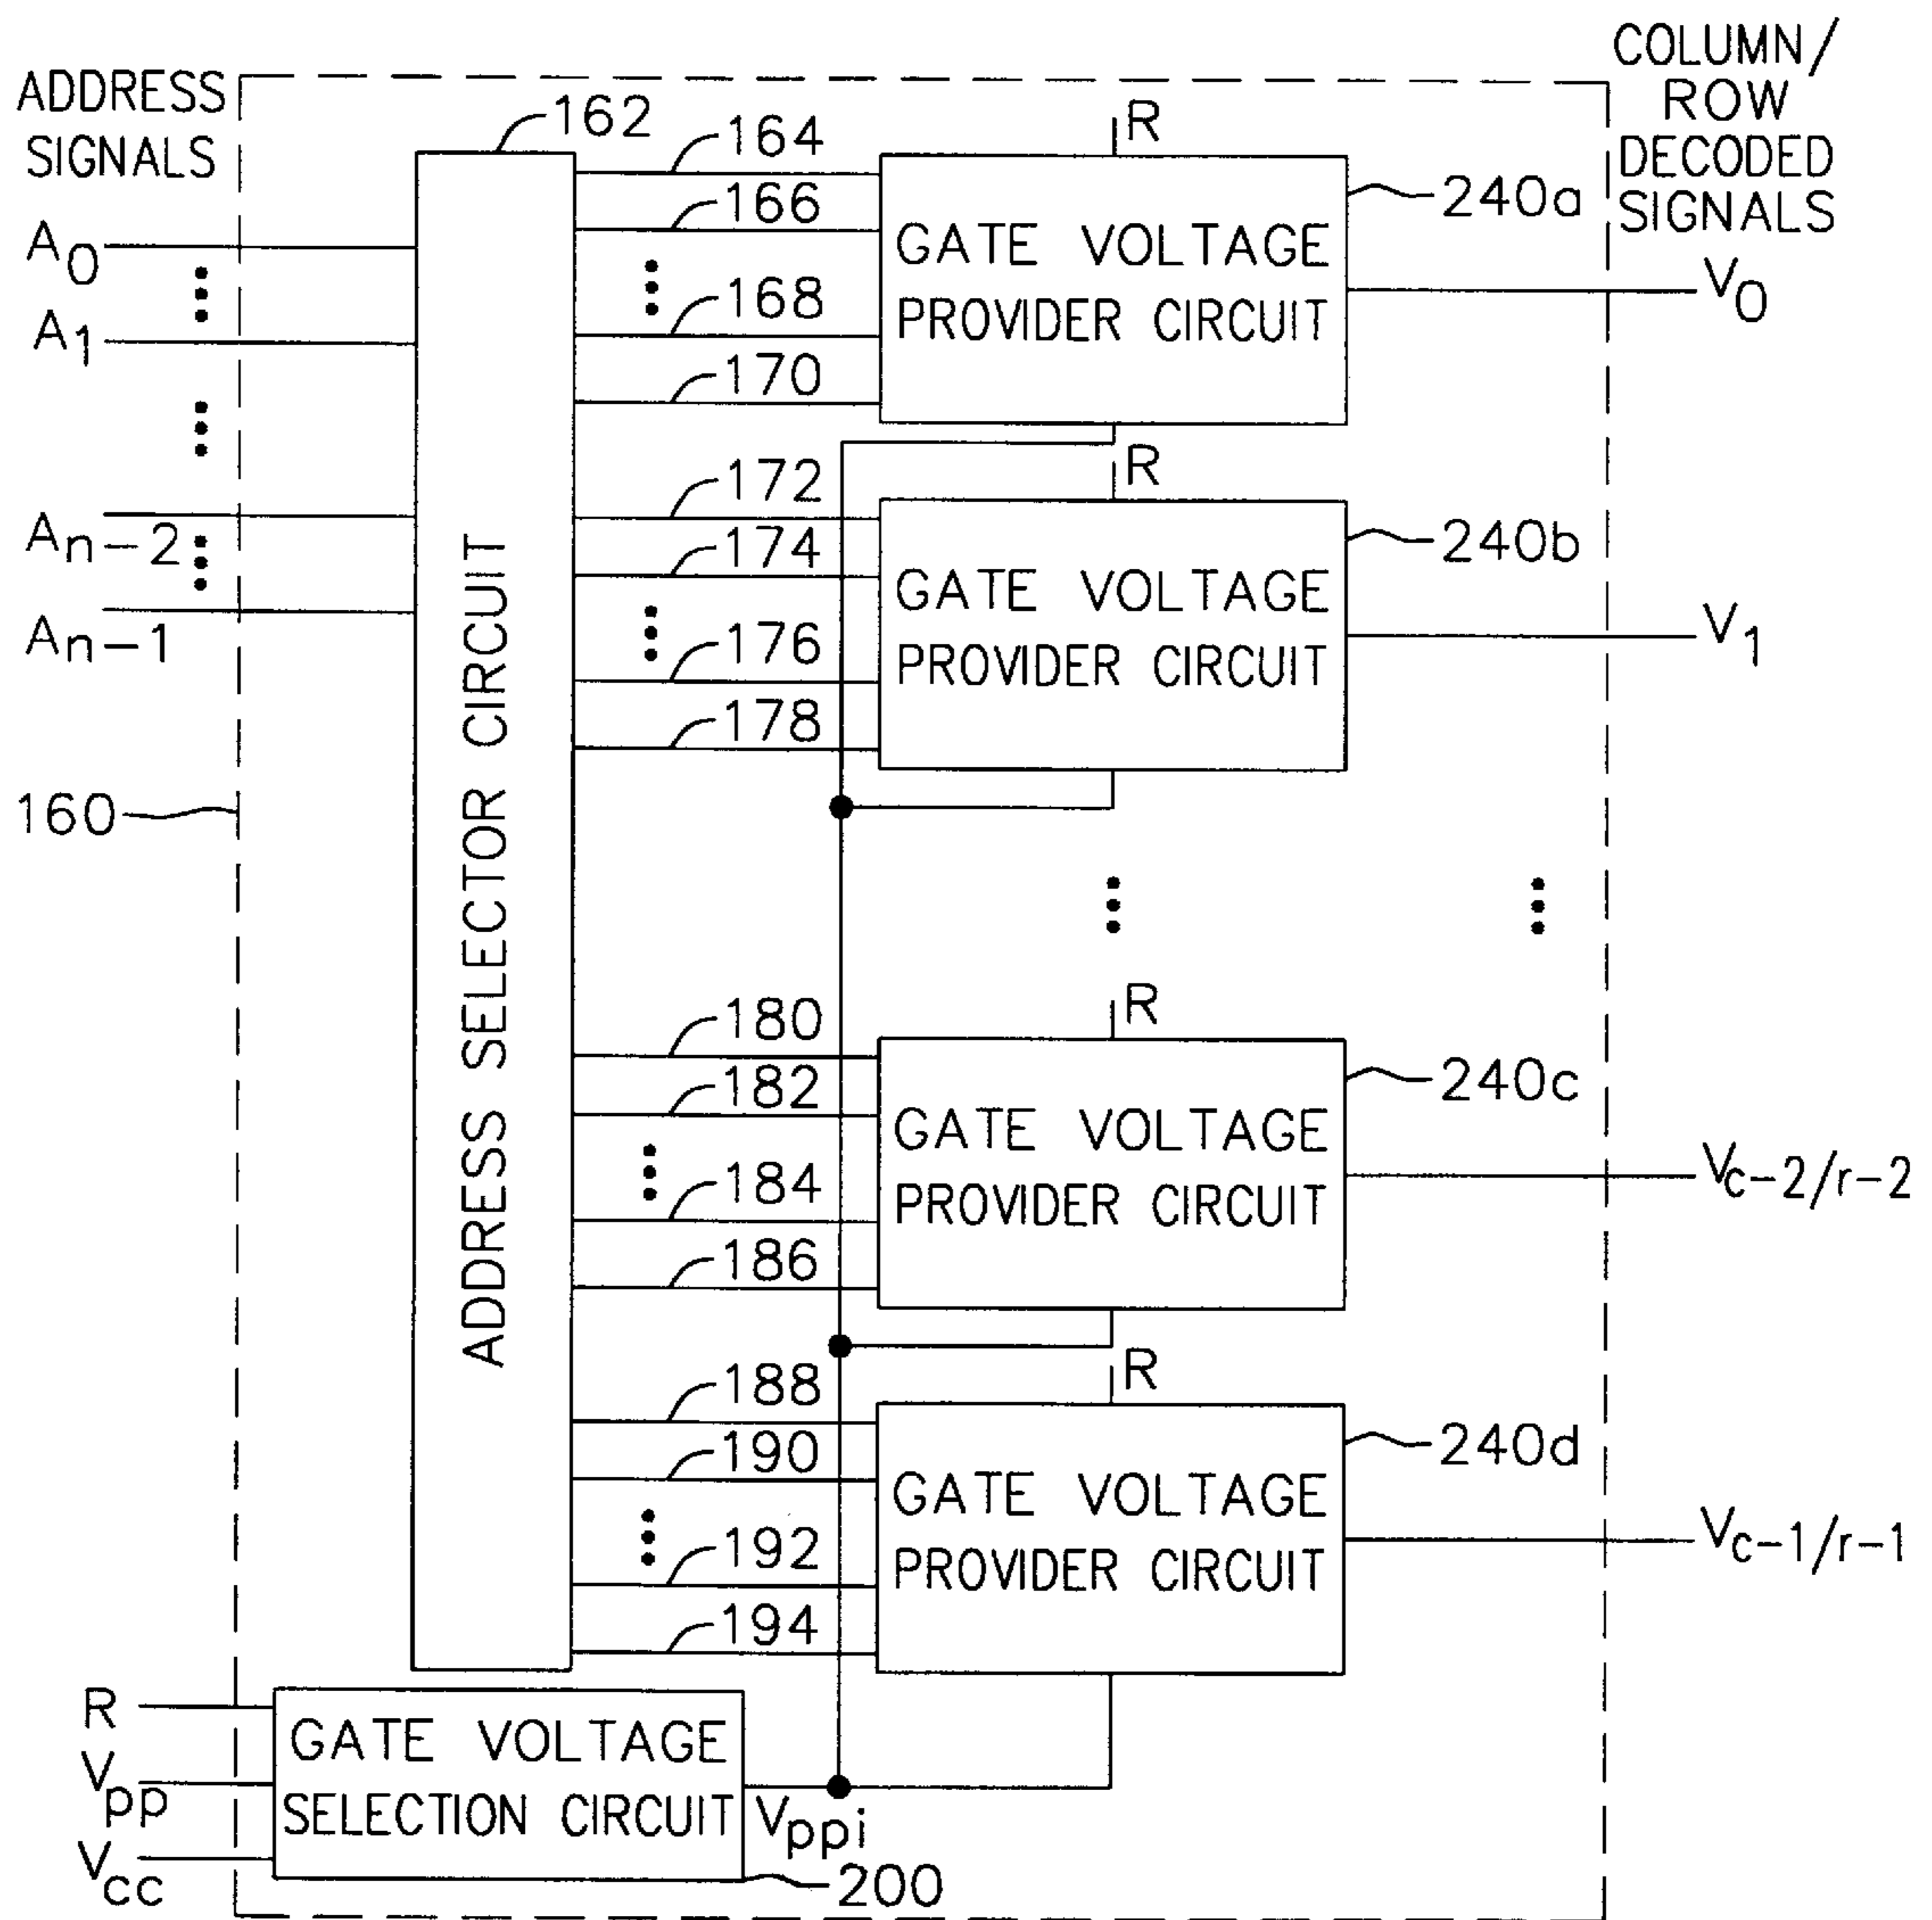 ADDRESS
SIGNALS
COLUMN/
ROW
DECODED
SIGNALS
162
A0
A1
An-2
An-1
160
ADDRESS SELECTOR CIRCUIT
164
166
168
170
R
GATE VOLTAGE
PROVIDER CIRCUIT
240a
V0
172
174
176
178
R
GATE VOLTAGE
PROVIDER CIRCUIT
240b
V1
180
182
184
186
R
GATE VOLTAGE
PROVIDER CIRCUIT
240c
Vc-2/r-2
188
190
192
194
R
GATE VOLTAGE
PROVIDER CIRCUIT
240d
Vc-1/r-1
R
Vpp
Vcc
GATE VOLTAGE
SELECTION CIRCUIT
Vppi
200